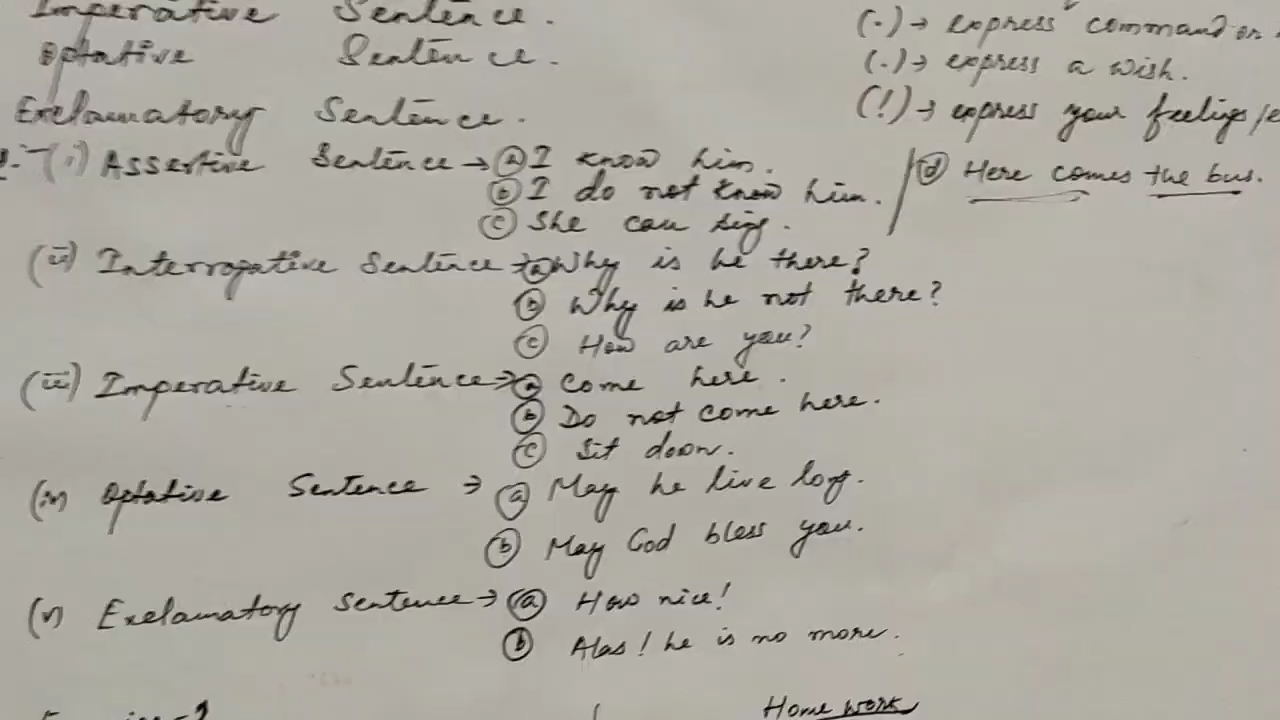 Imperative Sentence. (.)→ express command or
Optative Sentence. (.)→ express a wish.
Exclamatory Sentence. (!)→ express your feelings/
(i) Assertive Sentence → (a) I know him. (d) Here comes the bus.
(b) I do not know him.
(c) She can sing.
(ii) Interrogative Sentence → (a) Why is he there?
(b) Why is he not there?
(c) How are you?
(iii) Imperative Sentence → (a) Come here.
(b) Do not come here.
(c) Sit down.
(iv) Optative Sentence → (a) May he live long.
(b) May God bless you.
(v) Exclamatory Sentence → (a) How nice!
(b) Alas! he is no more.
Home work